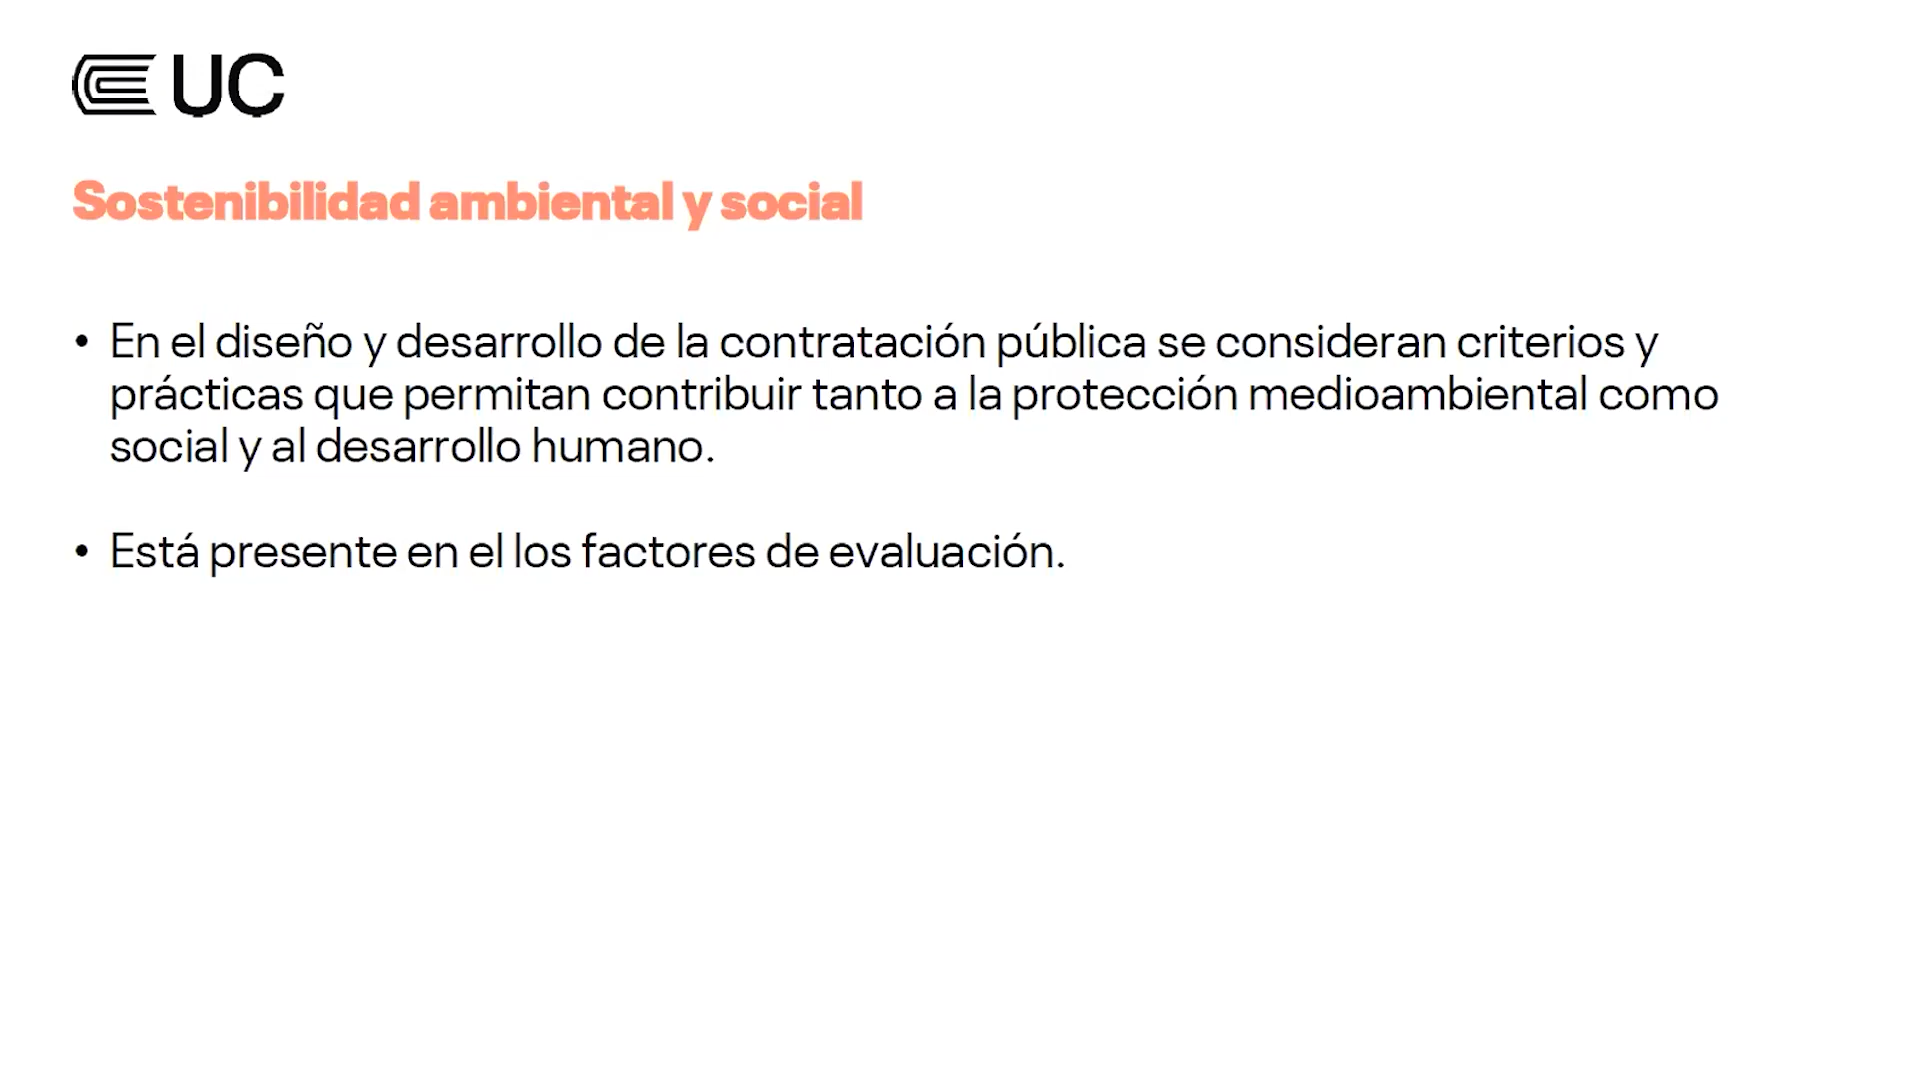 UC
Sostenibilidad ambiental y social
• En el diseño y desarrollo de la contratación pública se consideran criterios y
prácticas que permitan contribuir tanto a la protección medioambiental como
social y al desarrollo humano.
• Está presente en el los factores de evaluación.